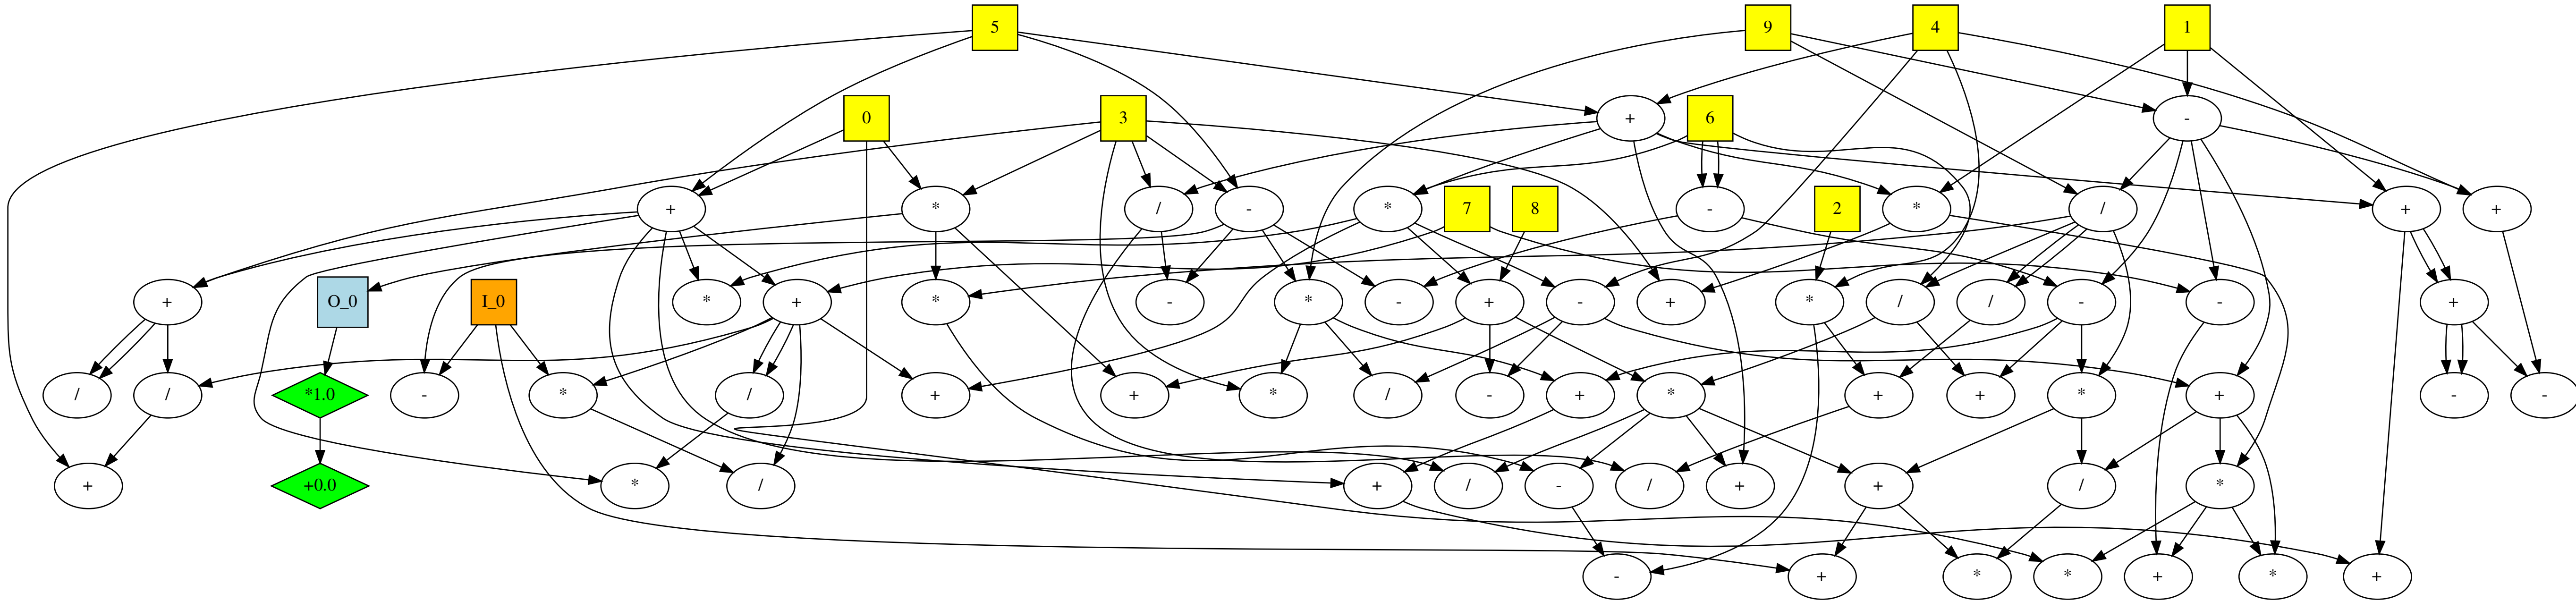 5 9 4 1
0 3 + 6 -
+ * / - * 7 8 - 2 * / + +
+ O_0 I_0 * + * - * - + - + * / / - - +
/ / *1.0 - * / + + * / - + * + + * + - -
+ +0.0 * / + / - / + + / *
- + * * + * +